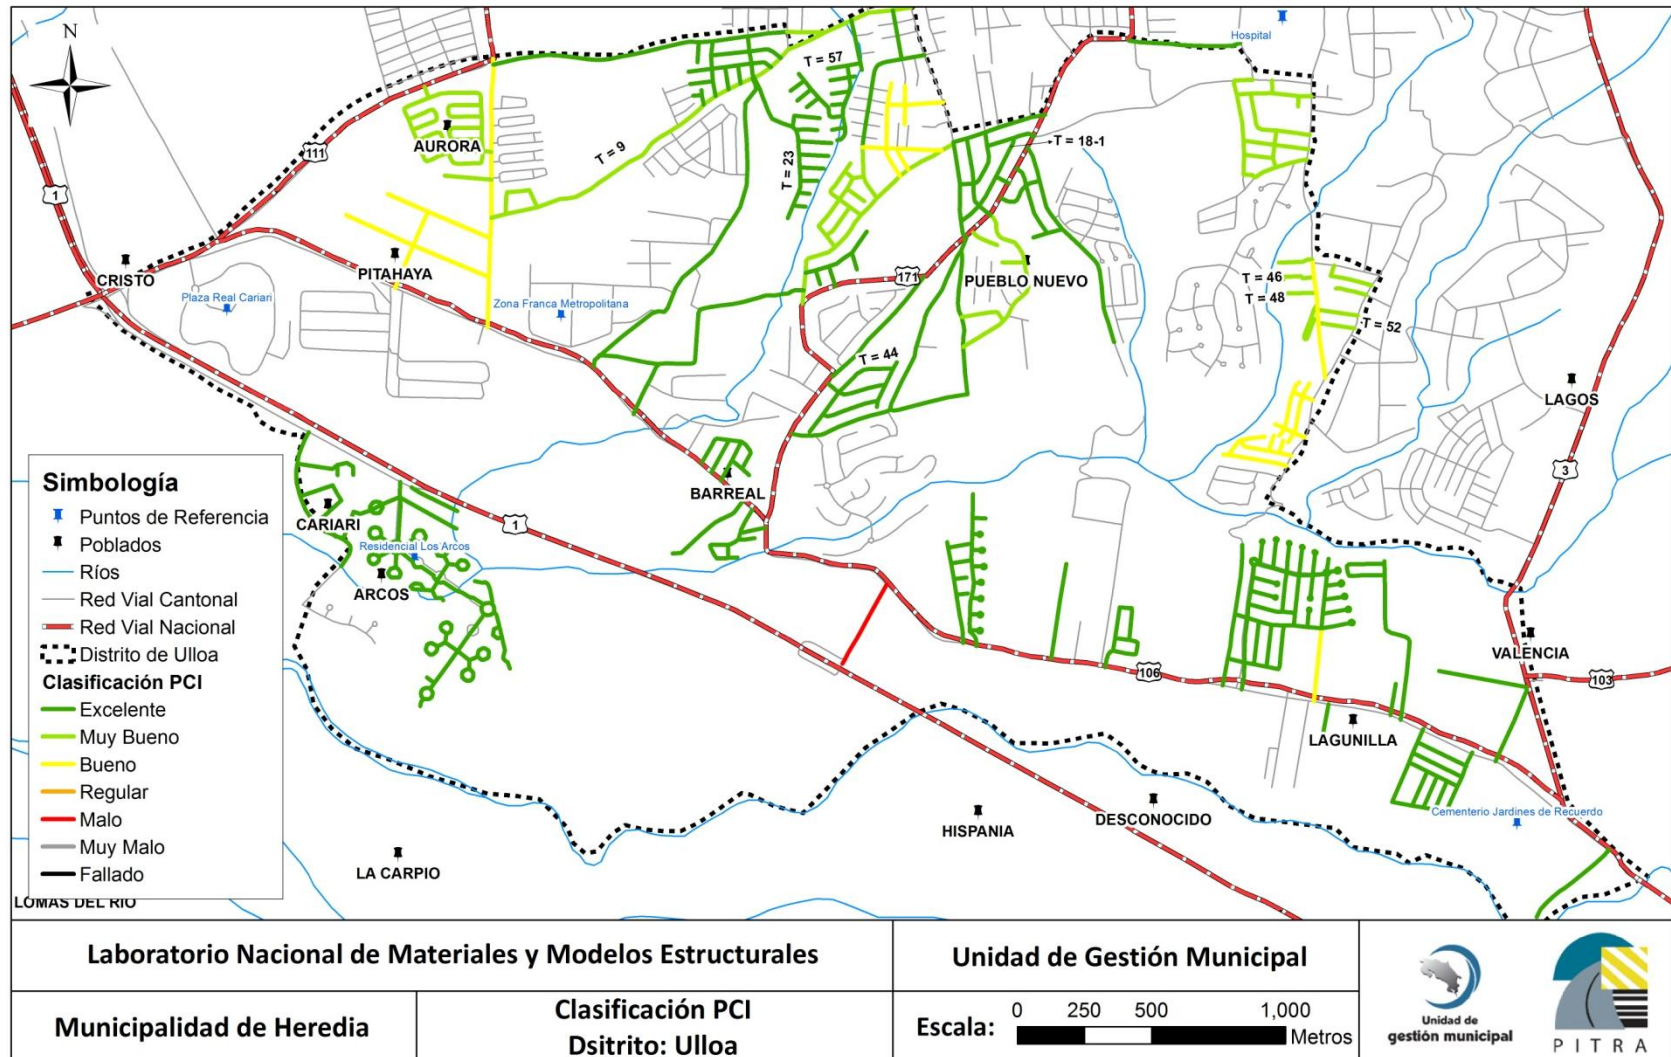 N
Hospital
T = 57
AURORA
111
T = 9
T = 23
T = 18-1
1
CRISTO
PITAHAYA
Plaza Real Cariari
Zona Franca Metropolitana
171
PUEBLO NUEVO
T = 46
T = 48
T = 52
T = 44
LAGOS
3
BARREAL
CARIARI
1
Residencial Los Arcos
ARCOS
VALENCIA
106
103
LAGUNILLA
Cementerio Jardines de Recuerdo
HISPANIA
DESCONOCIDO
LA CARPIO
LOMAS DEL RIO
Simbología
Puntos de Referencia
Poblados
Ríos
Red Vial Cantonal
Red Vial Nacional
Distrito de Ulloa
Clasificación PCI
Excelente
Muy Bueno
Bueno
Regular
Malo
Muy Malo
Fallado
Laboratorio Nacional de Materiales y Modelos Estructurales
Unidad de Gestión Municipal
Municipalidad de Heredia
Clasificación PCI
Dsitrito: Ulloa
Escala:
0 250 500 1,000
Metros
Unidad de
gestión municipal
PITRA